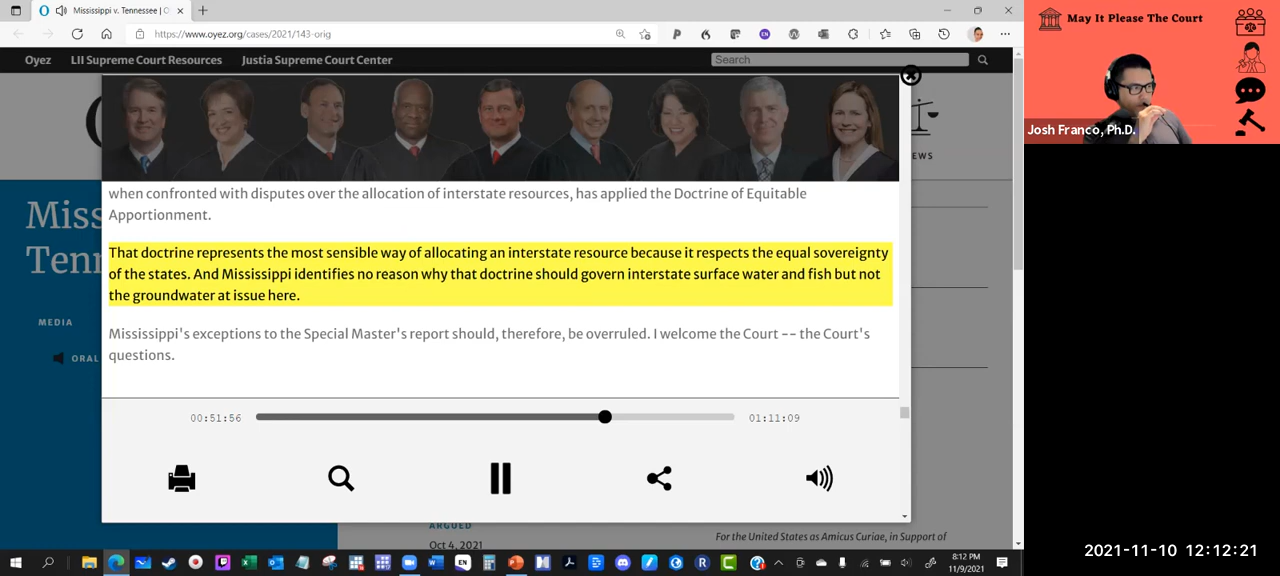 Mississippi v. Tennessee | O
https://www.oyez.org/cases/2021/143-orig
Oyez
LII Supreme Court Resources
Justia Supreme Court Center
Search
EWS
Miss
Tenn
MEDIA
ORAL
when confronted with disputes over the allocation of interstate resources, has applied the Doctrine of Equitable
Apportionment.
That doctrine represents the most sensible way of allocating an interstate resource because it respects the equal sovereignty
of the states. And Mississippi identifies no reason why that doctrine should govern interstate surface water and fish but not
the groundwater at issue here.
Mississippi's exceptions to the Special Master's report should, therefore, be overruled. I welcome the Court -- the Court's
questions.
00:51:56
01:11:09
ARGUED
Oct 4, 2021
For the United States as Amicus Curiae, in Support of
8:12 PM
11/9/2021
May It Please The Court
Josh Franco, Ph.D.
2021-11-10 12:12:21